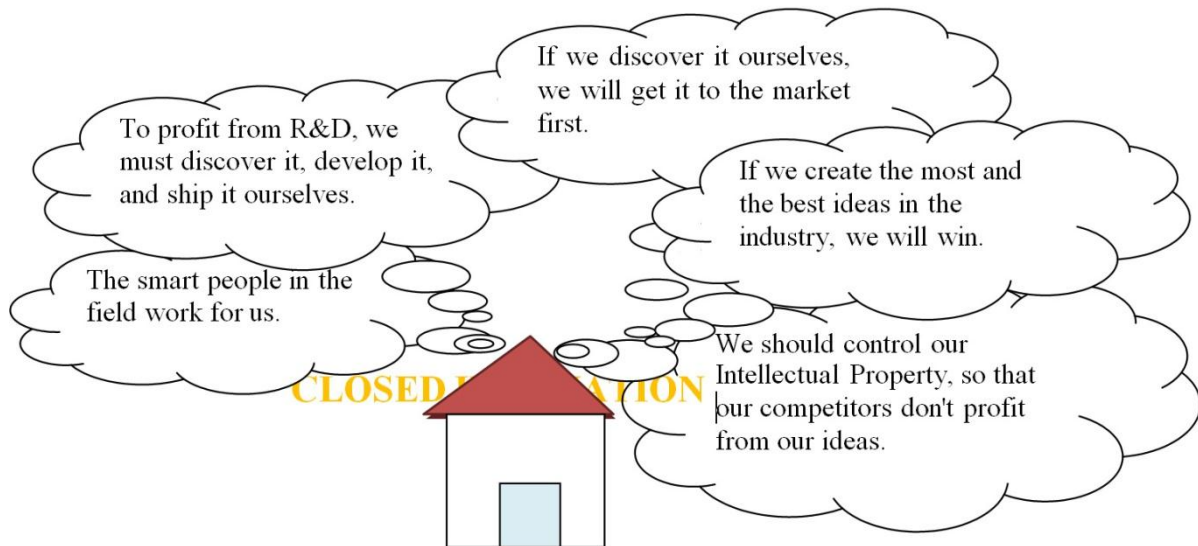 If we discover it ourselves,
we will get it to the market
first.
To profit from R&D, we
must discover it, develop it,
and ship it ourselves.
If we create the most and
the best ideas in the
industry, we will win.
The smart people in the
field work for us.
We should control our
Intellectual Property, so that
our competitors don't profit
from our ideas.
CLOSED